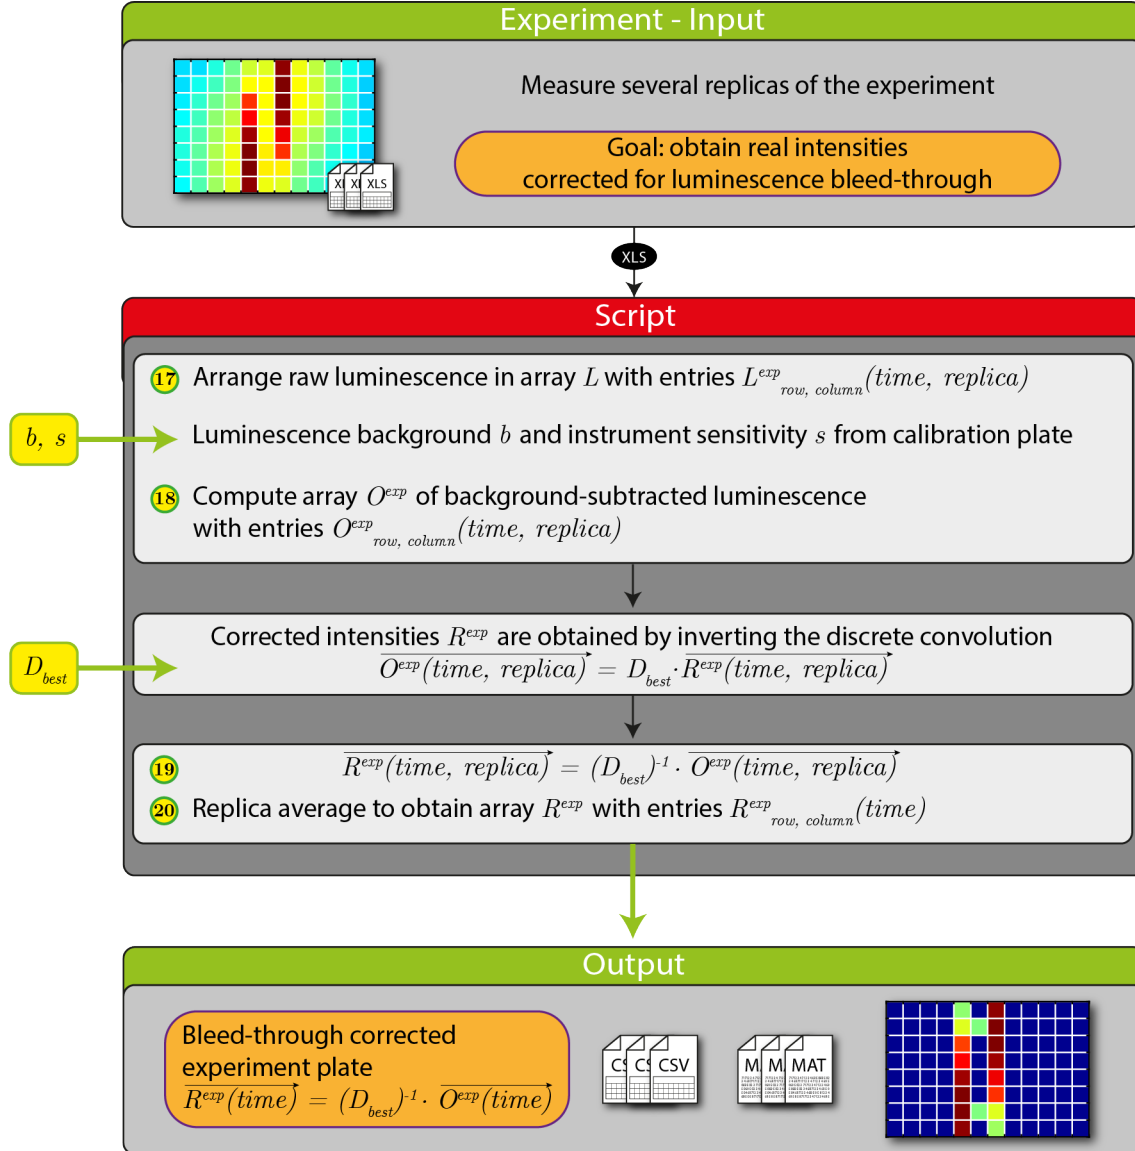 Experiment - Input
Measure several replicas of the experiment
Goal: obtain real intensities
corrected for luminescence bleed-through
XLS
XLS
Script
17 Arrange raw luminescence in array L with entries L^exp_row, column(time, replica)
b, s
Luminescence background b and instrument sensitivity s from calibration plate
18 Compute array O^exp of background-subtracted luminescence
with entries O^exp_row, column(time, replica)
Corrected intensities R^exp are obtained by inverting the discrete convolution
D_best
O^exp(time, replica) = D_best · R^exp(time, replica)
19 R^exp(time, replica) = (D_best)^-1 · O^exp(time, replica)
20 Replica average to obtain array R^exp with entries R^exp_row, column(time)
Output
Bleed-through corrected
experiment plate
R^exp(time) = (D_best)^-1 · O^exp(time)
CSV
MAT